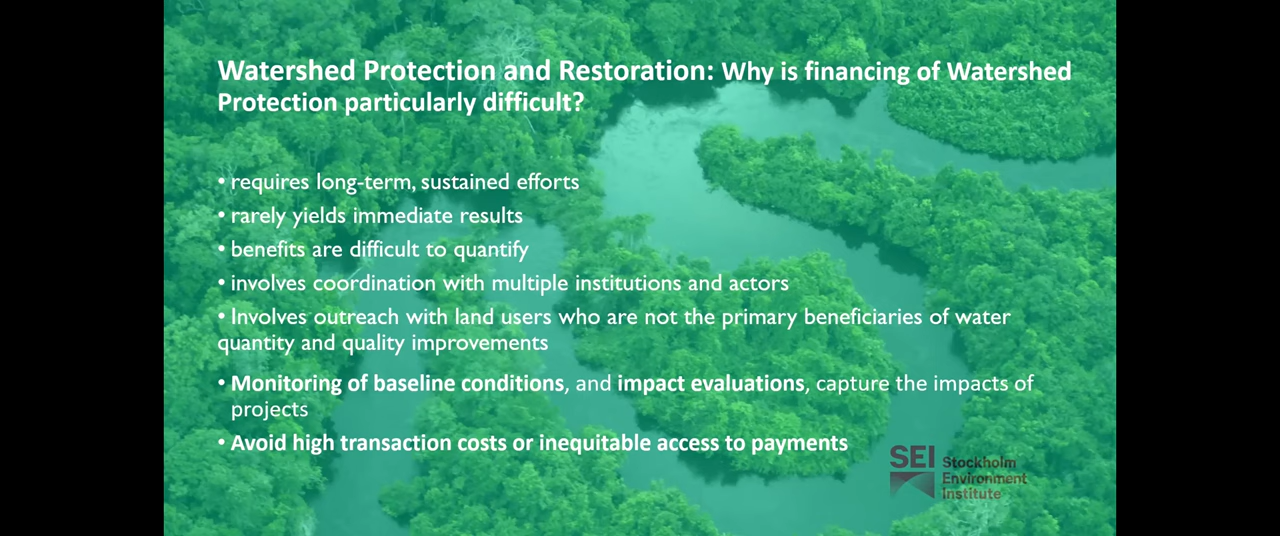 Watershed Protection and Restoration: Why is financing of Watershed
Protection particularly difficult?
• requires long-term, sustained efforts
• rarely yields immediate results
• benefits are difficult to quantify
• involves coordination with multiple institutions and actors
• Involves outreach with land users who are not the primary beneficiaries of water
quantity and quality improvements
• Monitoring of baseline conditions, and impact evaluations, capture the impacts of
projects
• Avoid high transaction costs or inequitable access to payments
SEI Stockholm
Environment
Institute